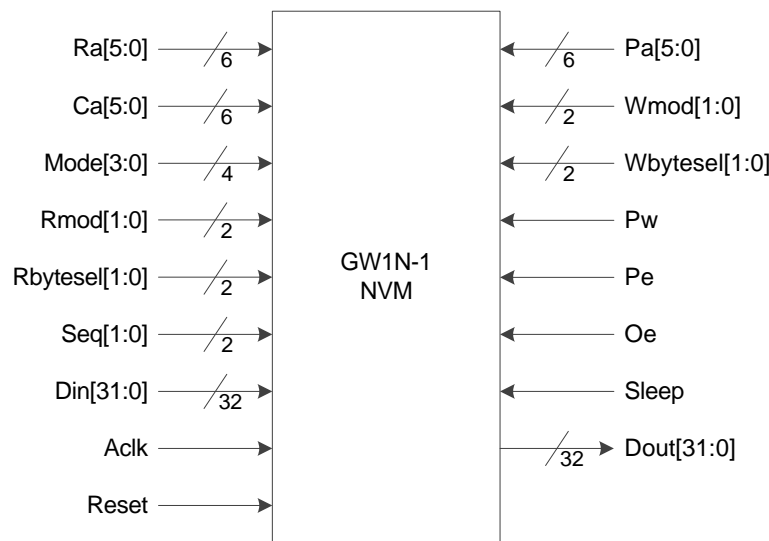 Ra[5:0]
6
Ca[5:0]
6
Mode[3:0]
4
Rmod[1:0]
2
Rbytesel[1:0]
2
Seq[1:0]
2
Din[31:0]
32
Aclk
Reset
GW1N-1
NVM
Pa[5:0]
6
Wmod[1:0]
2
Wbytesel[1:0]
2
Pw
Pe
Oe
Sleep
Dout[31:0]
32